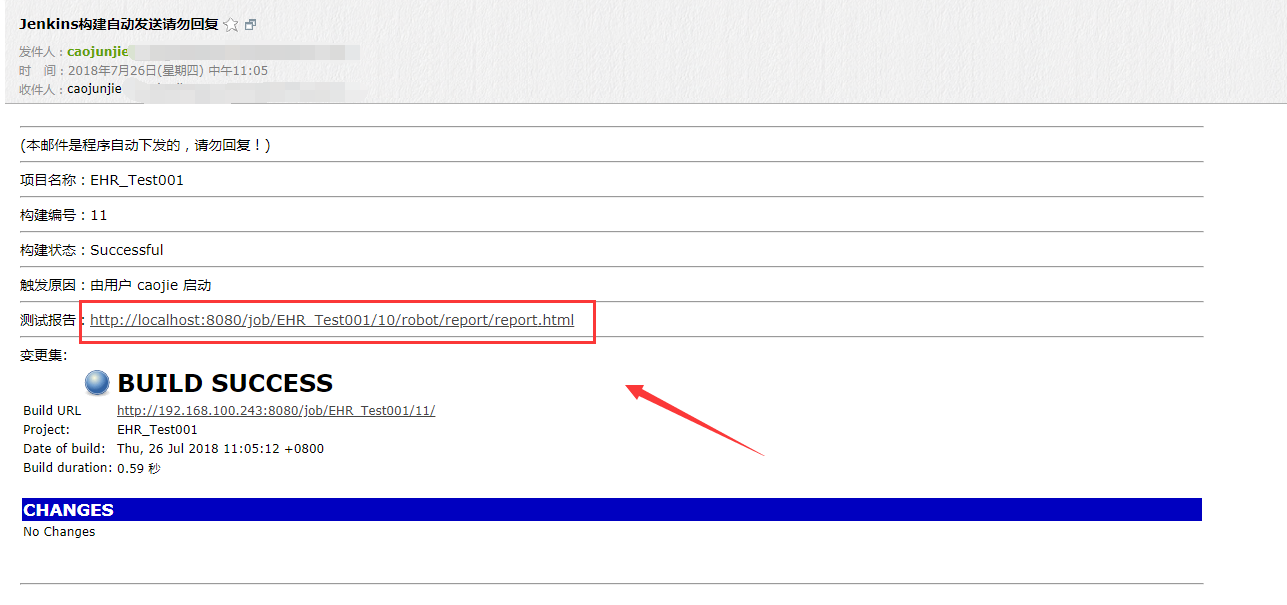 Jenkins构建自动发送请勿回复
发件人：caojunjie
时 间：2018年7月26日(星期四) 中午11:05
收件人：caojunjie
(本邮件是程序自动下发的，请勿回复！)
项目名称：EHR_Test001
构建编号：11
构建状态：Successful
触发原因：由用户 caojie 启动
测试报告：http://localhost:8080/job/EHR_Test001/10/robot/report/report.html
变更集:
BUILD SUCCESS
Build URL http://192.168.100.243:8080/job/EHR_Test001/11/
Project: EHR_Test001
Date of build: Thu, 26 Jul 2018 11:05:12 +0800
Build duration: 0.59 秒
CHANGES
No Changes